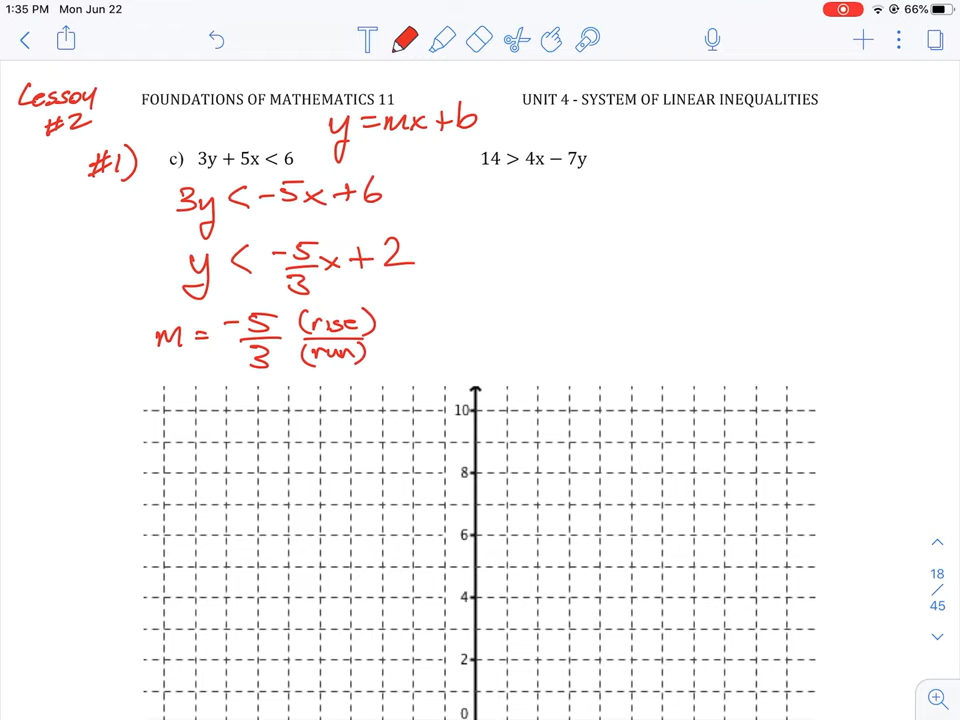 1:35 PM Mon Jun 22 66%
T
Lesson FOUNDATIONS OF MATHEMATICS 11 UNIT 4 - SYSTEM OF LINEAR INEQUALITIES
#2 y = mx + b
#1) c) 3y + 5x < 6 14 > 4x − 7y
3y < -5x + 6
y < -5/3 x + 2
m = -5/3 (rise)/(run)
10
8
6
4
2
0
18
/
45